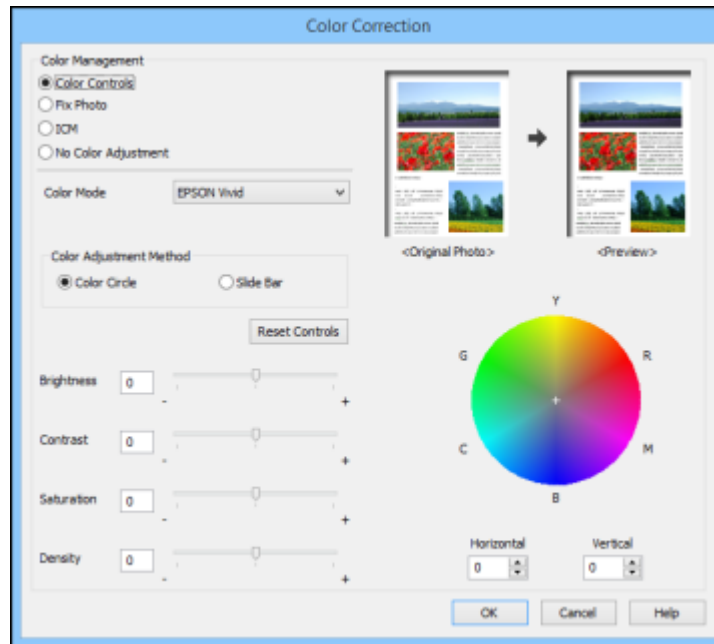 Color Correction
Color Management
Color Controls
Fix Photo
ICM
No Color Adjustment
Color Mode
EPSON Vivid
<Original Photo>
<Preview>
Color Adjustment Method
Color Circle
Slide Bar
Reset Controls
Brightness 0
- +
Contrast 0
- +
Saturation 0
- +
Density 0
- +
Y
G R
C M
B
Horizontal Vertical
0 0
OK Cancel Help